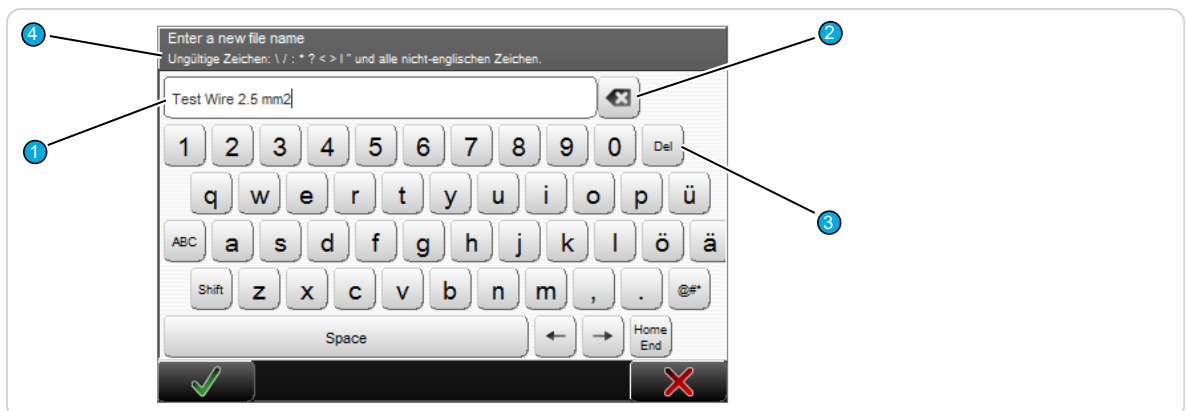 4
Enter a new file name
2
Ungültige Zeichen: \ / : * ? < > l " und alle nicht-englischen Zeichen.
Test Wire 2.5 mm2
1
1 2 3 4 5 6 7 8 9 0 Del
q w e r t y u i o p ü
3
ABC a s d f g h j k l ö ä
Shift z x c v b n m , . @#*
Space ← → Home
End